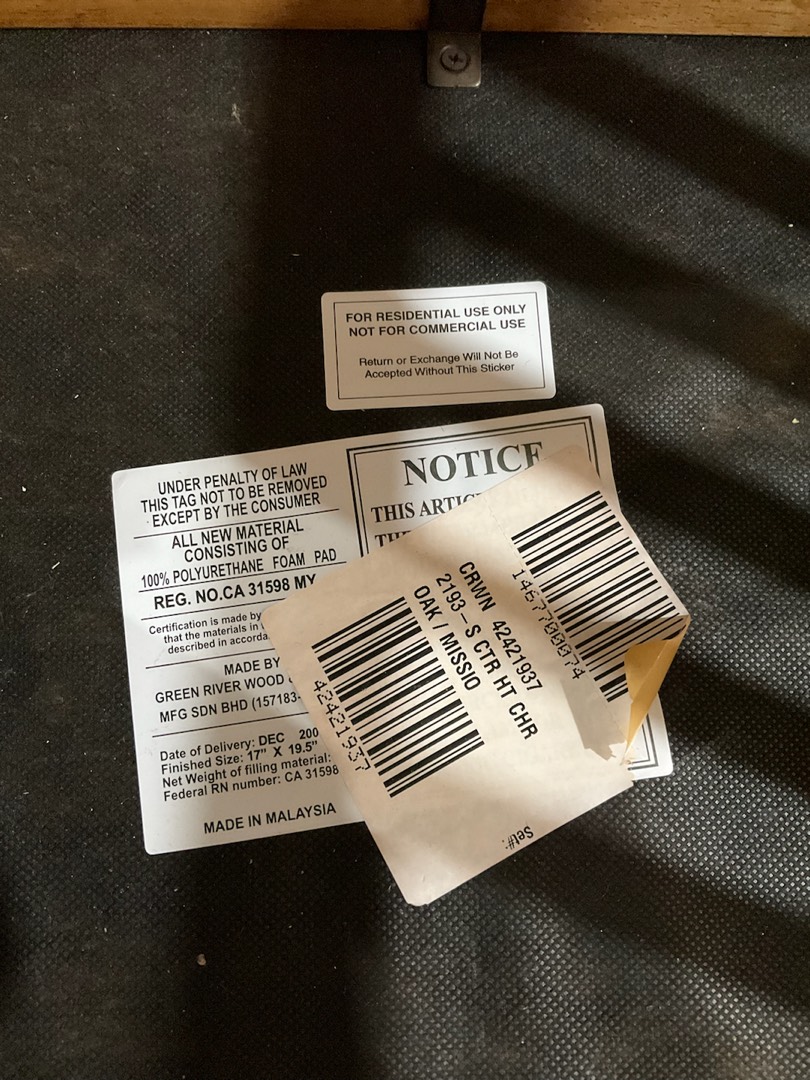 FOR RESIDENTIAL USE ONLY
NOT FOR COMMERCIAL USE
Return or Exchange Will Not Be
Accepted Without This Sticker
UNDER PENALTY OF LAW
THIS TAG NOT TO BE REMOVED
EXCEPT BY THE CONSUMER
ALL NEW MATERIAL
CONSISTING OF
100% POLYURETHANE FOAM PAD
REG. NO.CA 31598 MY
Certification is made by
that the materials in
described in
MADE BY
GREEN RIVER WOOD
MFG SDN BHD (157183-
Date of Delivery: DEC 200
Finished Size: 17" X 19.5"
Net Weight of filling material:
Federal RN number: CA 31598
MADE IN MALAYSIA
NOTICE
THIS
CRWN 42421937
2193-S CTR HT CHR
OAK / MISSIO
14677000074
42421937
Set#: